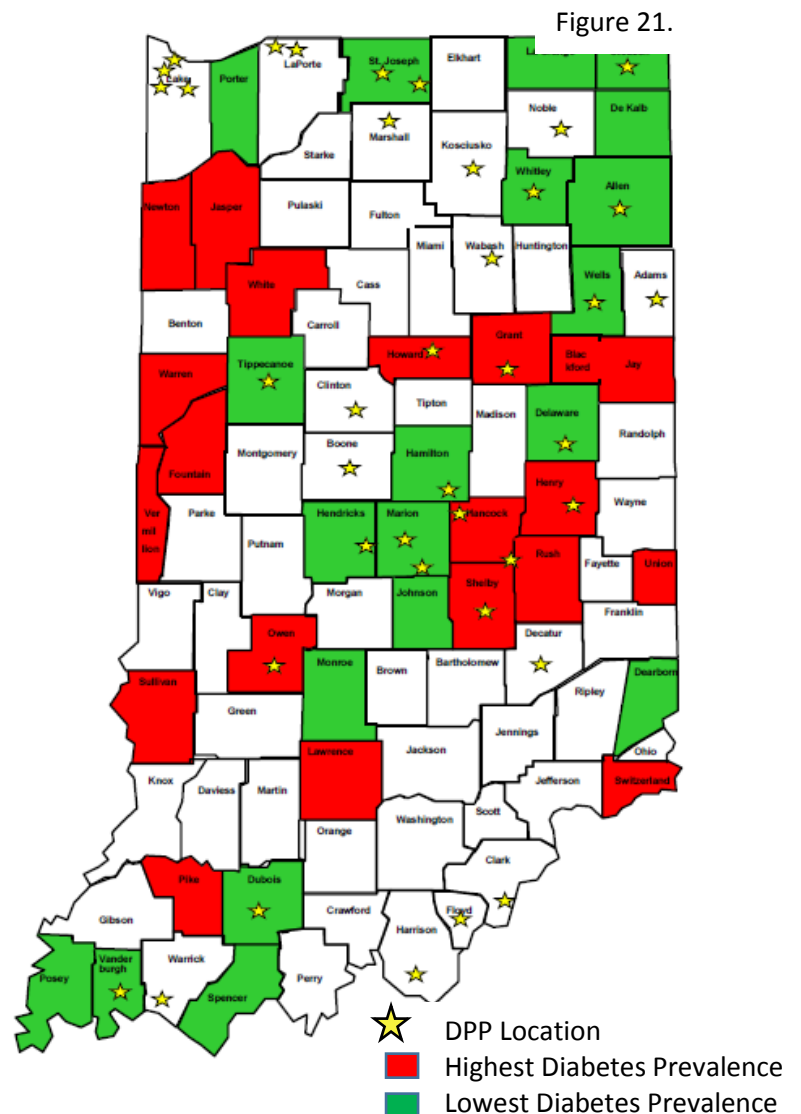 Figure 21.
Lake
Porter
LaPorte
St. Joseph
Elkhart
Noble
De Kalb
Starke
Marshall
Kosciusko
Whitley
Allen
Newton
Jasper
Pulaski
Fulton
Miami
Wabash
Huntington
Wells
Adams
White
Cass
Benton
Carroll
Howard
Grant
Blac
kford
Jay
Warren
Tippecanoe
Clinton
Tipton
Madison
Delaware
Randolph
Fountain
Montgomery
Boone
Hamilton
Henry
Wayne
Ver
mil
lion
Parke
Putnam
Hendricks
Marion
Hancock
Rush
Fayette
Union
Vigo
Clay
Morgan
Johnson
Shelby
Franklin
Owen
Decatur
Sullivan
Green
Monroe
Brown
Bartholomew
Ripley
Dearborn
Jennings
Ohio
Lawrence
Jackson
Jefferson
Switzerland
Knox
Daviess
Martin
Orange
Washington
Scott
Clark
Pike
Dubois
Gibson
Crawford
Harrison
Floyd
Posey
Vander
burgh
Warrick
Spencer
Perry
DPP Location
Highest Diabetes Prevalence
Lowest Diabetes Prevalence